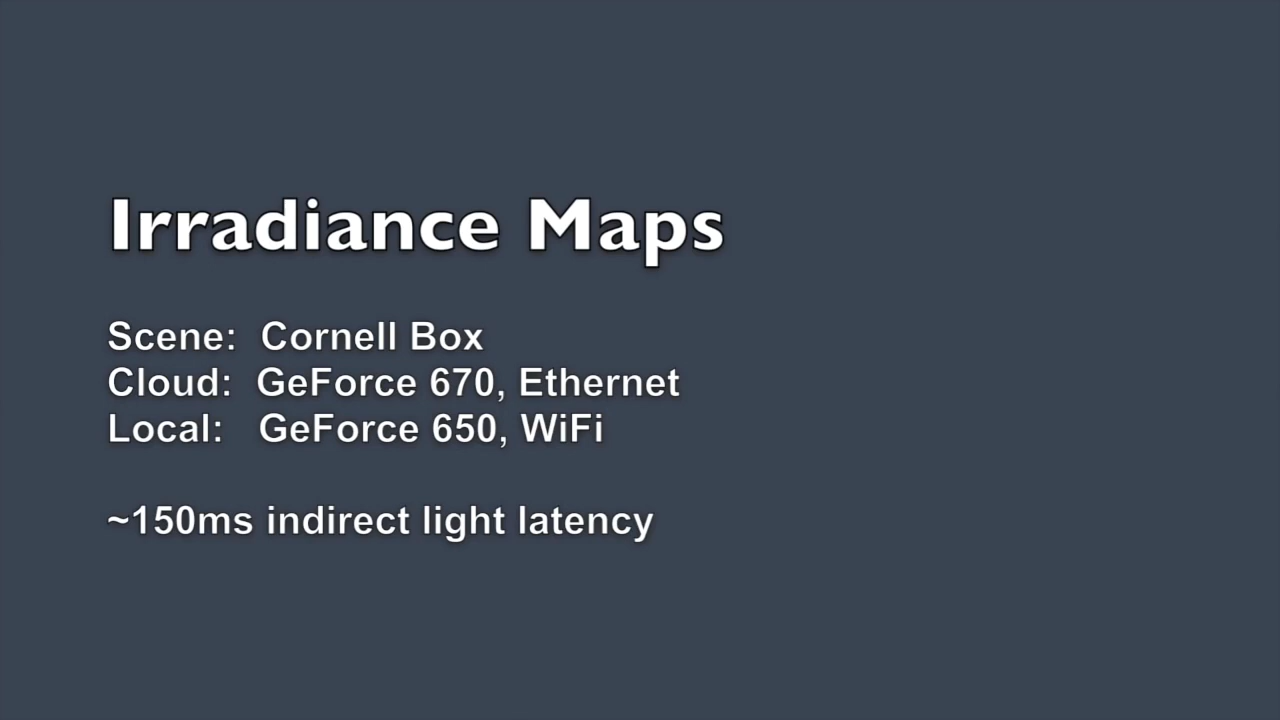 Irradiance Maps
Scene: Cornell Box
Cloud: GeForce 670, Ethernet
Local: GeForce 650, WiFi
~150ms indirect light latency